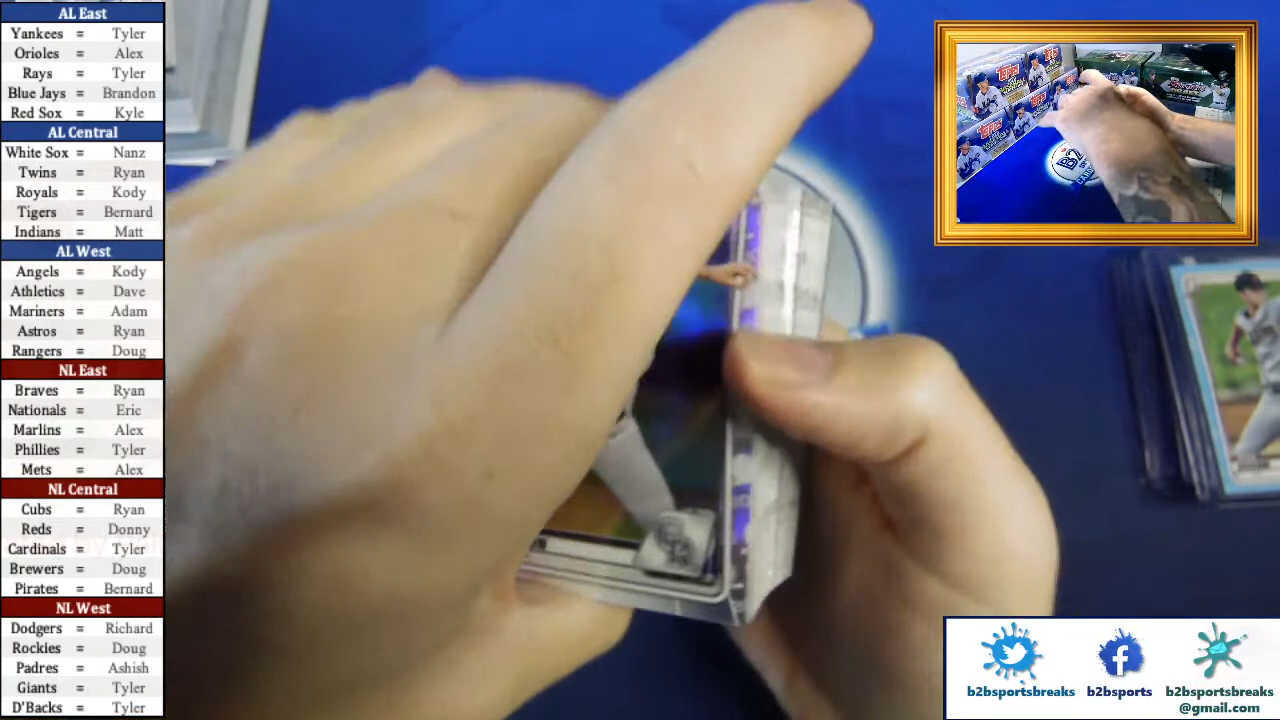 AL East
Yankees = Tyler
Orioles = Alex
Rays = Tyler
Blue Jays = Brandon
Red Sox = Kyle
AL Central
White Sox = Nanz
Twins = Ryan
Royals = Kody
Tigers = Bernard
Indians = Matt
AL West
Angels = Kody
Athletics = Dave
Mariners = Adam
Astros = Ryan
Rangers = Doug
NL East
Braves = Ryan
Nationals = Eric
Marlins = Alex
Phillies = Tyler
Mets = Alex
NL Central
Cubs = Ryan
Reds = Donny
Cardinals = Tyler
Brewers = Doug
Pirates = Bernard
NL West
Dodgers = Richard
Rockies = Doug
Padres = Ashish
Giants = Tyler
D'Backs = Tyler
Topps
Topps
b2bsportsbreaks
b2bsports
b2bsportsbreaks
@gmail.com